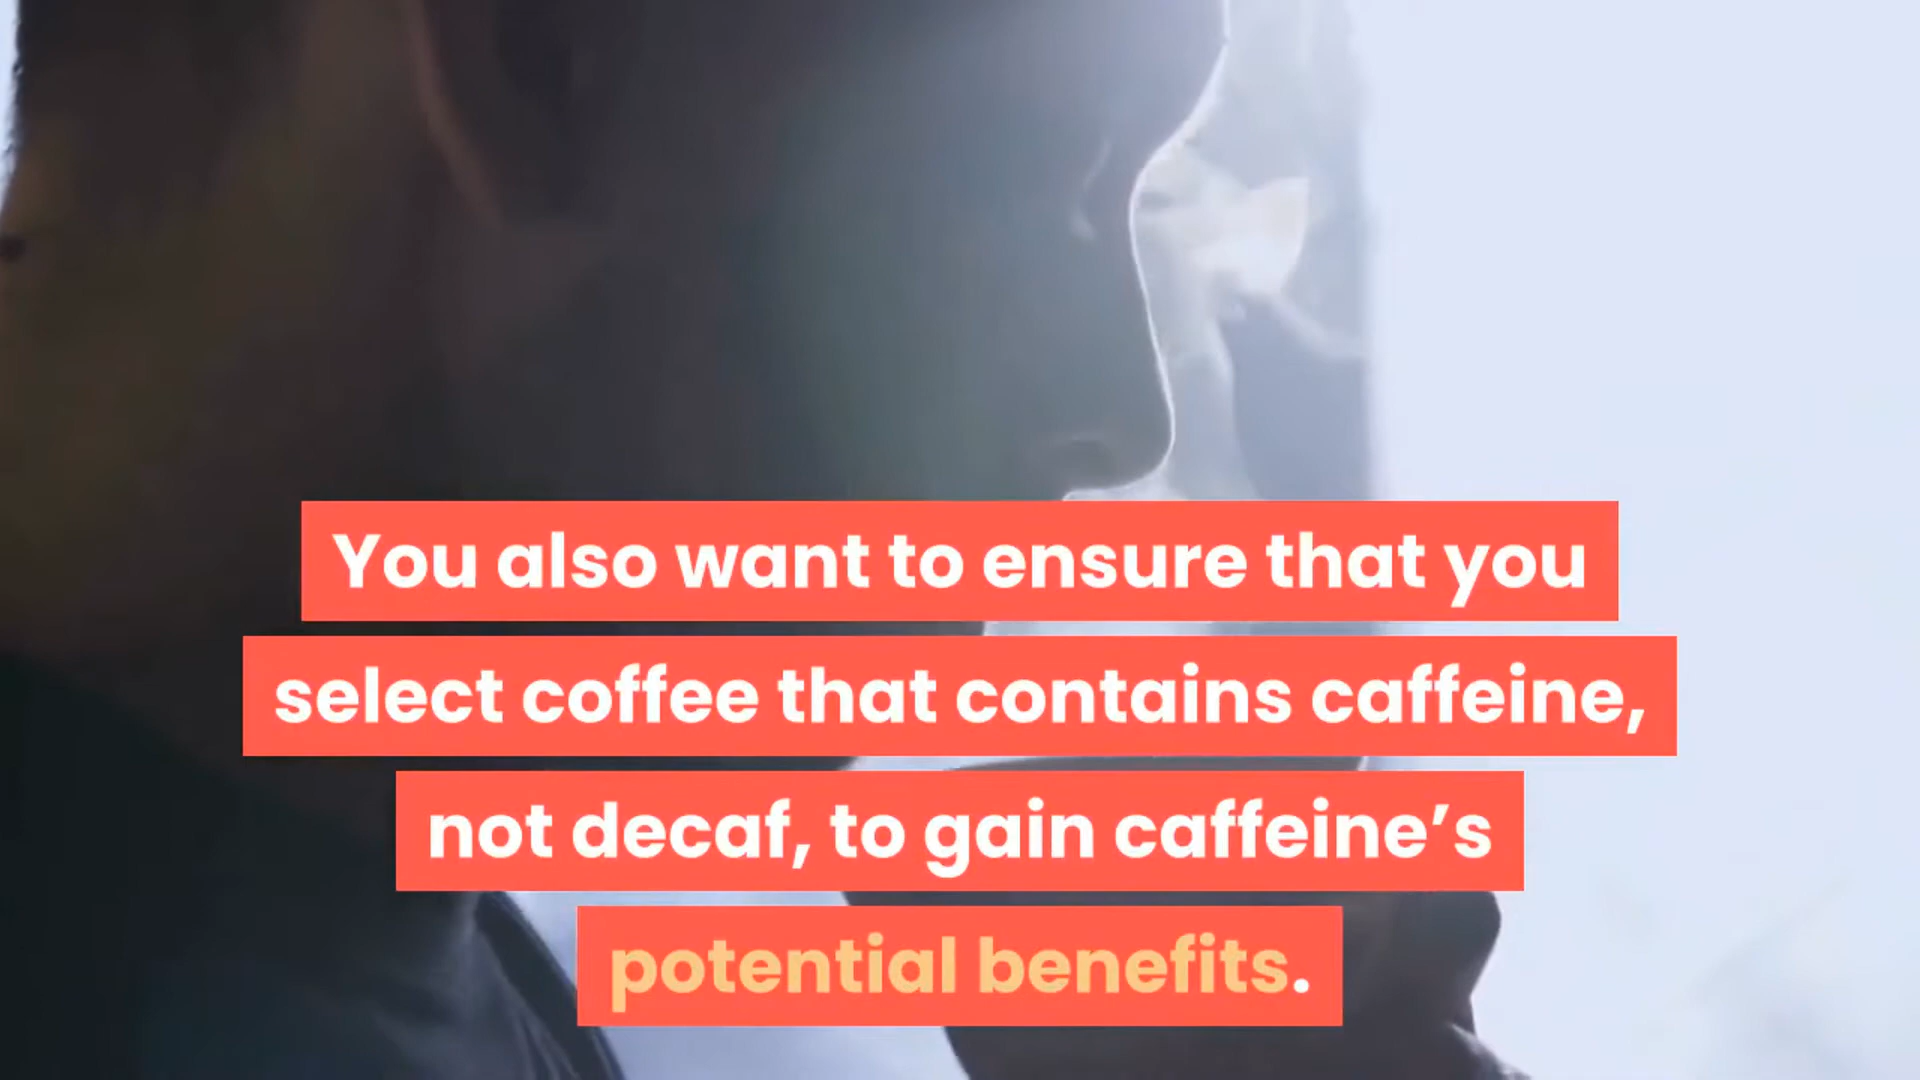 You also want to ensure that you
select coffee that contains caffeine,
not decaf, to gain caffeine’s
potential benefits.